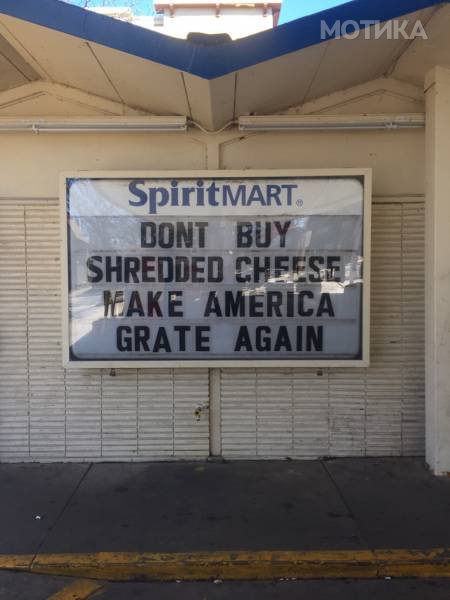 МОТИКА
SpiritMART®
DONT BUY
SHREDDED CHEESE
MAKE AMERICA
GRATE AGAIN